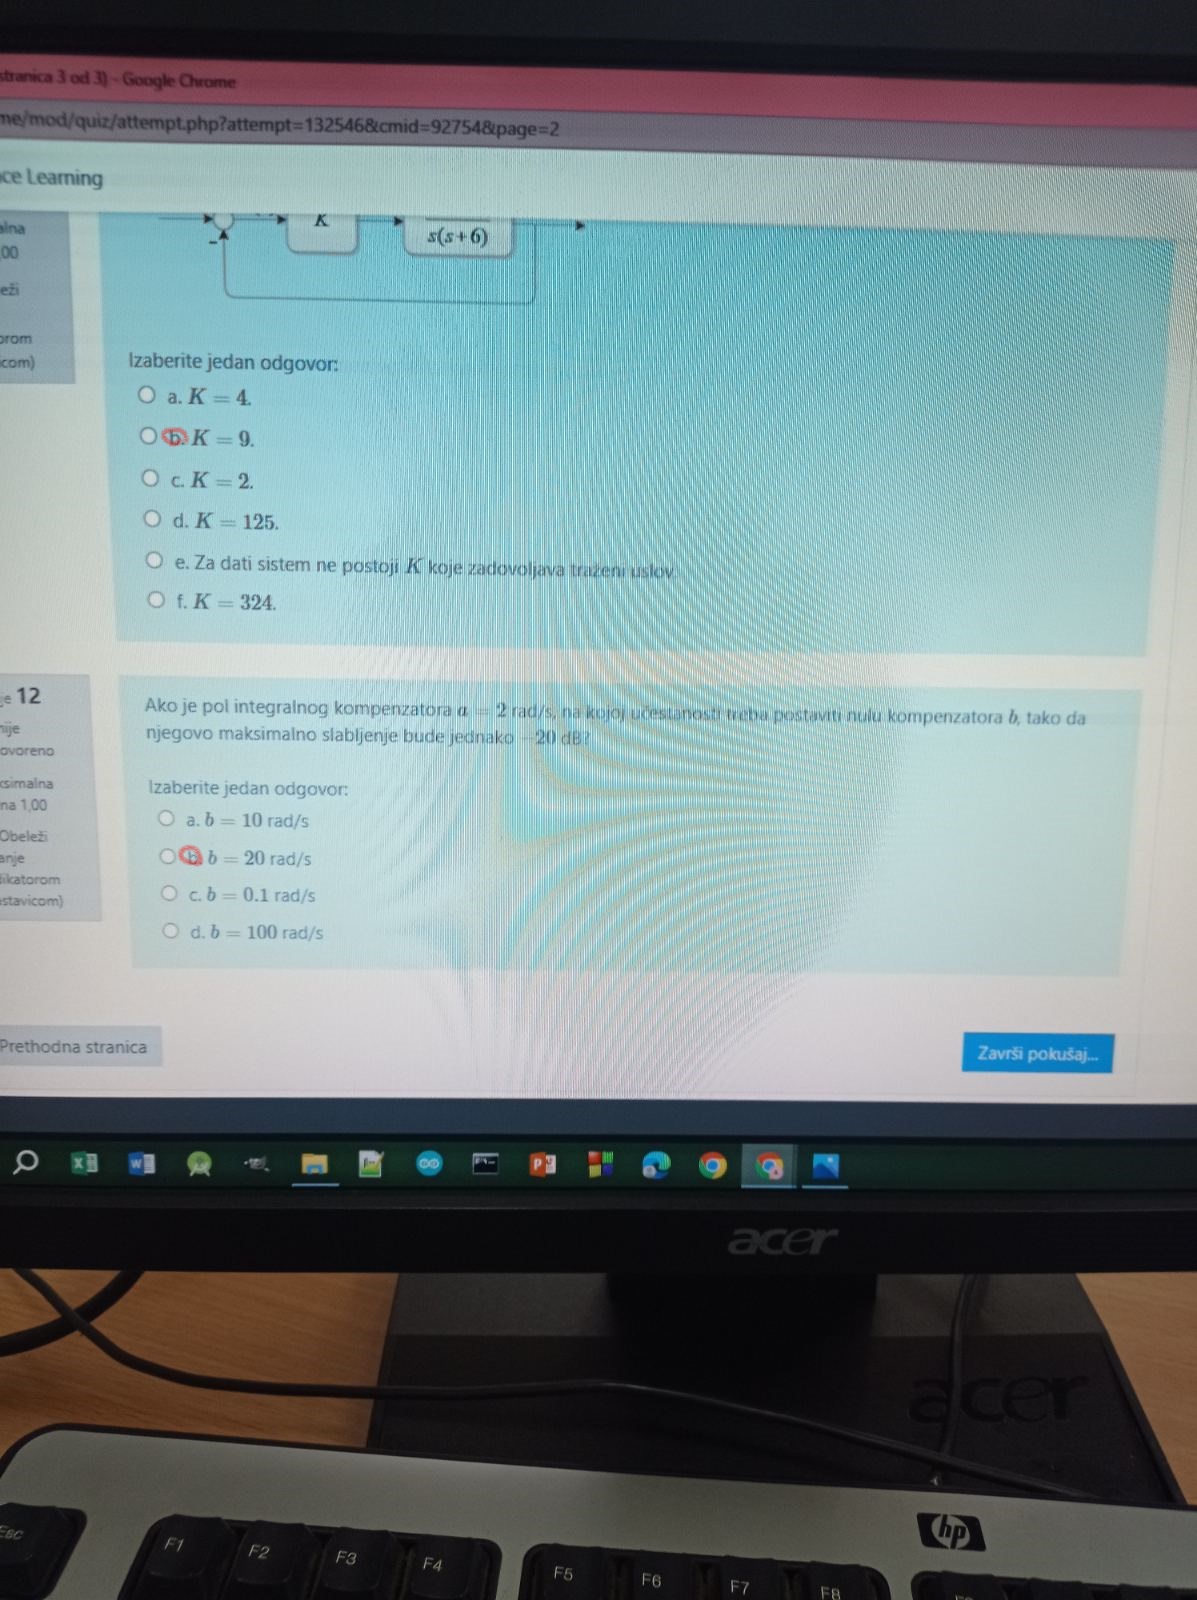 stranica 3 od 3) - Google Chrome
me/mod/quiz/attempt.php?attempt=132546&cmid=92754&page=2
ce Learning
alna
00
eži
orom
com)
K
s(s+6)
−
Izaberite jedan odgovor:
a. K = 4.
b. K = 9.
c. K = 2.
d. K = 125.
e. Za dati sistem ne postoji K koje zadovoljava traženi uslov.
f. K = 324.
je 12
nije
ovoreno
ksimalna
na 1,00
Obeleži
anje
dikatorom
ostavicom)
Ako je pol integralnog kompenzatora a = 2 rad/s, na kojoj učestanosti treba postaviti nulu kompenzatora b, tako da
njegovo maksimalno slabljenje bude jednako −20 dB?
Izaberite jedan odgovor:
a. b = 10 rad/s
b. b = 20 rad/s
c. b = 0.1 rad/s
d. b = 100 rad/s
Prethodna stranica
Završi pokušaj...
acer
acer
hp
Esc
F1
F2
F3
F4
F5
F6
F7
F8